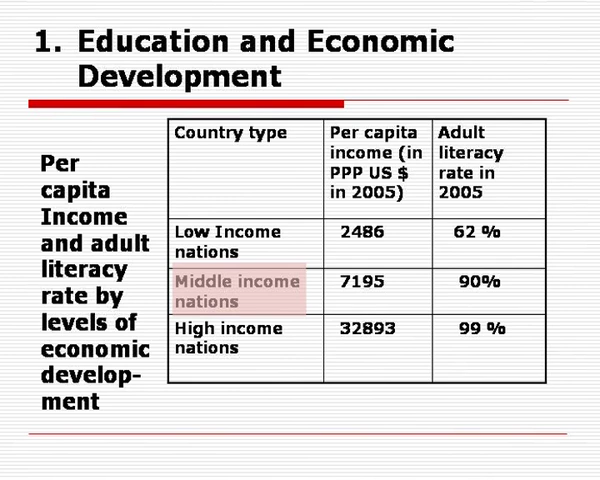 1. Education and Economic
Development
Per
capita
Income
and adult
literacy
rate by
levels of
economic
develop-
ment
Country type
Per capita
income (in
PPP US $
in 2005)
Adult
literacy
rate in
2005
Low Income
nations
2486
62 %
Middle income
nations
7195
90%
High income
nations
32893
99 %